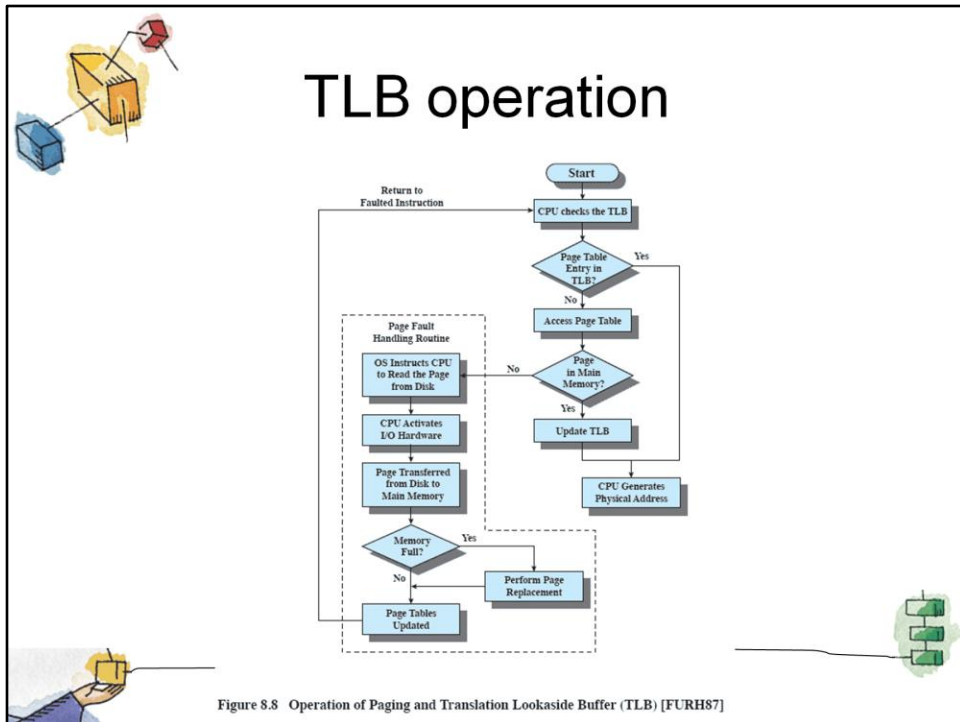 TLB operation
Start
Return to
Faulted Instruction
CPU checks the TLB
Page Table
Entry in
TLB?
Yes
No
Access Page Table
Page Fault
Handling Routine
OS Instructs CPU
to Read the Page
from Disk
No
Page
in Main
Memory?
Yes
CPU Activates
I/O Hardware
Update TLB
Page Transferred
from Disk to
Main Memory
CPU Generates
Physical Address
Memory
Full?
Yes
No
Perform Page
Replacement
Page Tables
Updated
Figure 8.8 Operation of Paging and Translation Lookaside Buffer (TLB) [FURH87]